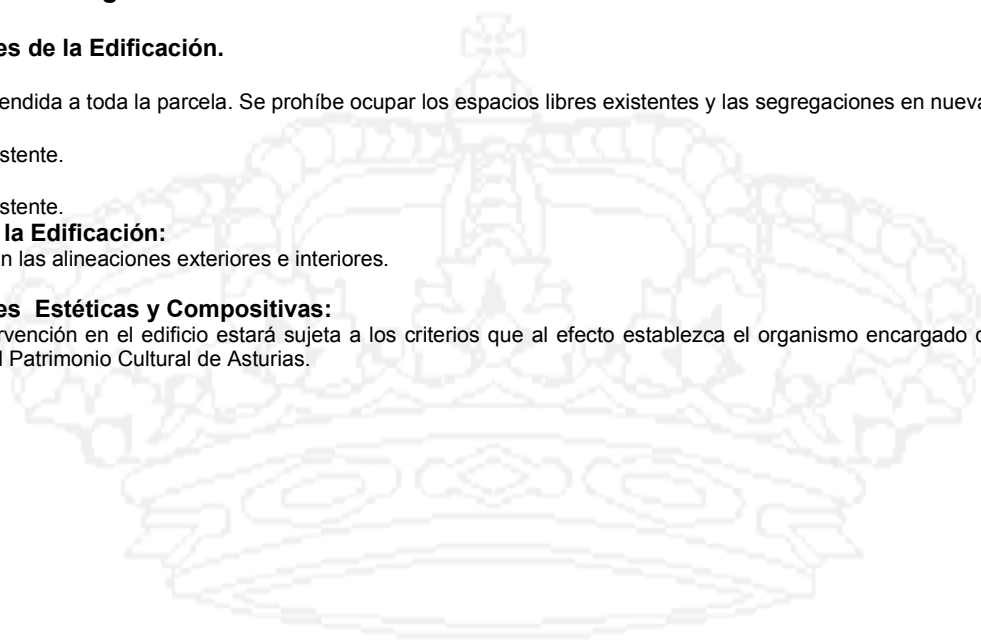 es de la Edificación.
endida a toda la parcela. Se prohíbe ocupar los espacios libres existentes y las segregaciones en nueva
stente.
stente.
la Edificación:
n las alineaciones exteriores e interiores.
es Estéticas y Compositivas:
rvención en el edificio estará sujeta a los criterios que al efecto establezca el organismo encargado
l Patrimonio Cultural de Asturias.